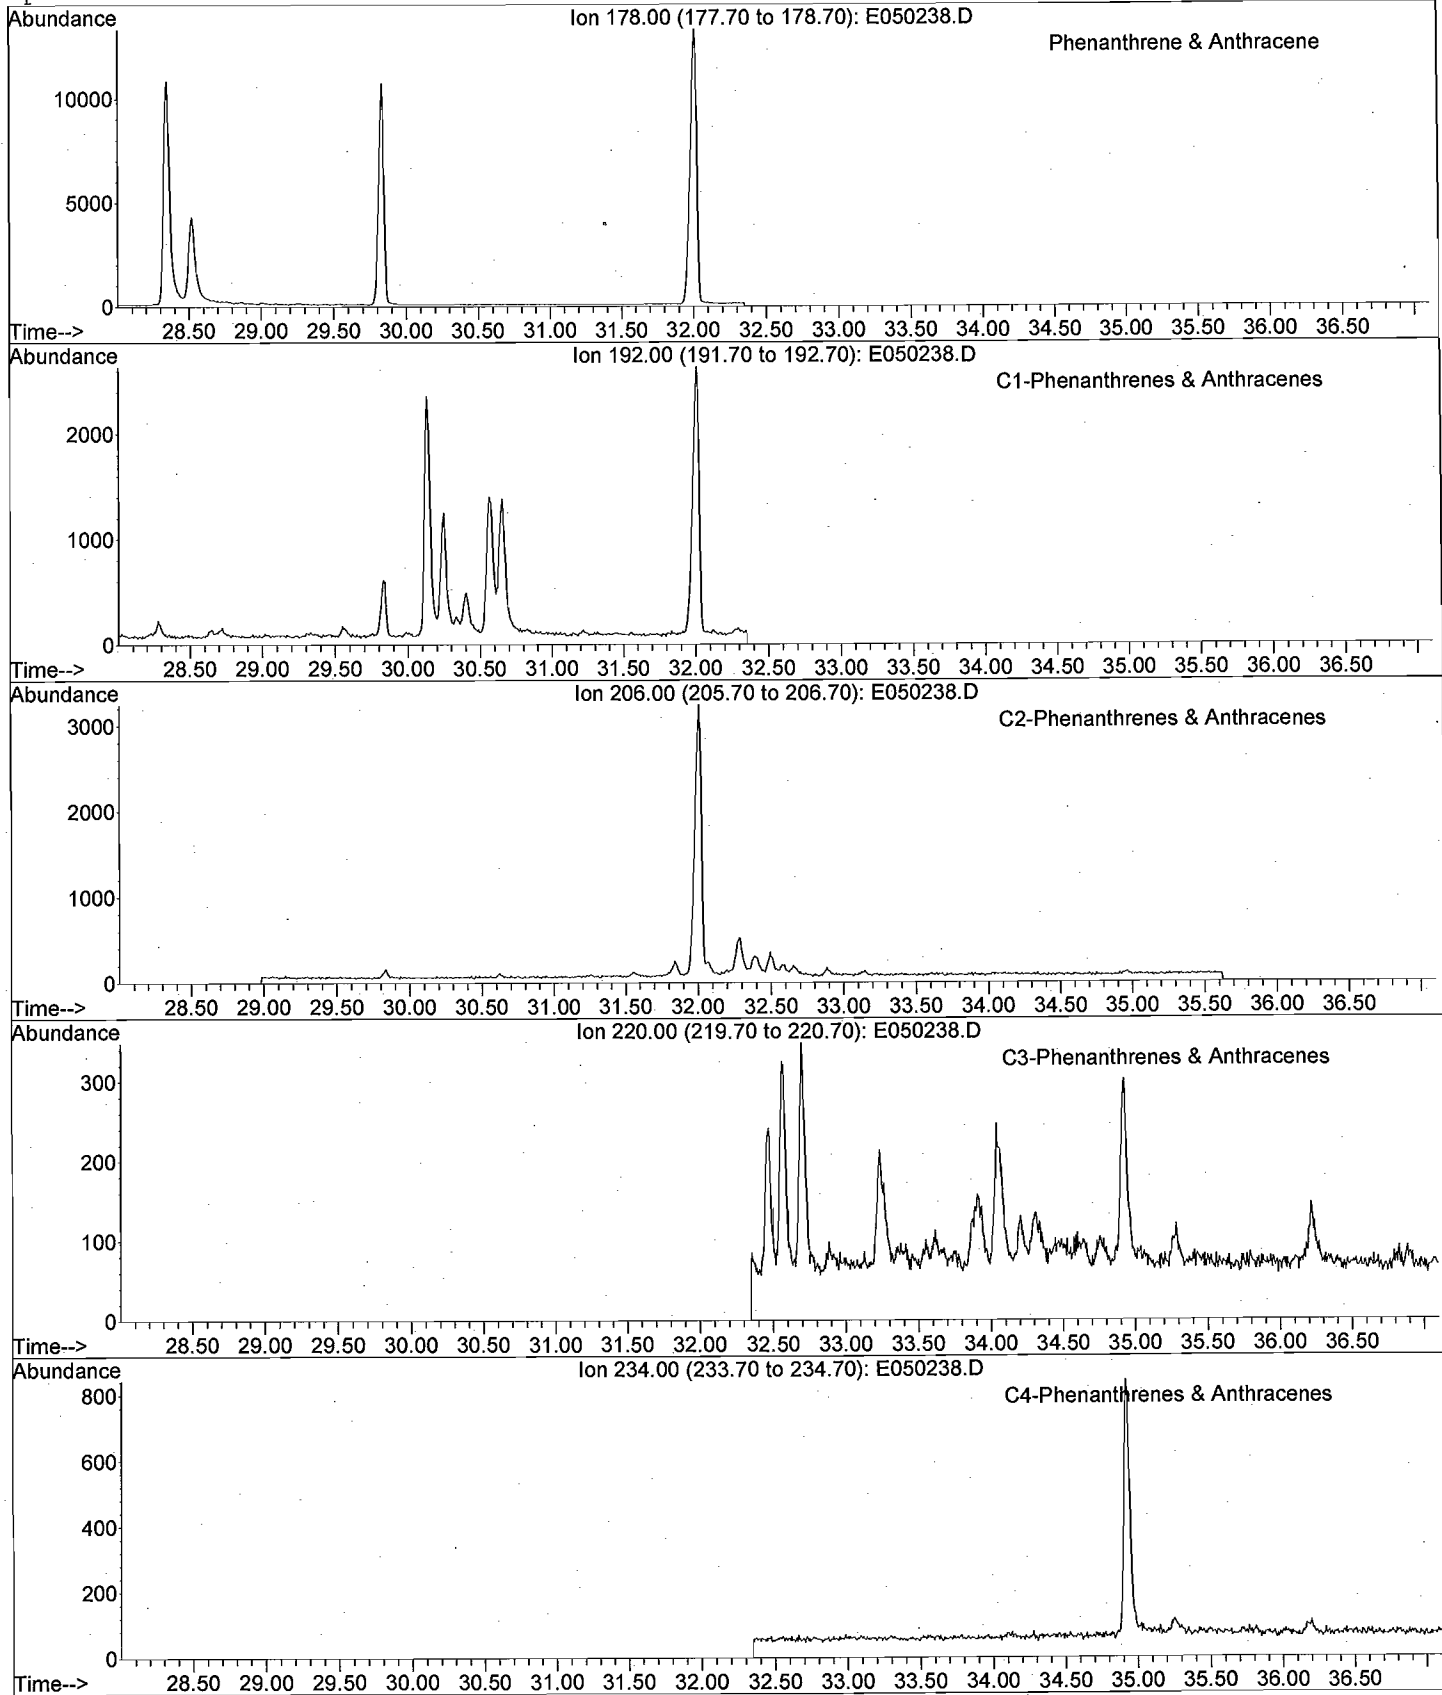 Abundance
Ion 178.00 (177.70 to 178.70): E050238.D
Phenanthrene & Anthracene
10000
5000
0
Time--> 28.50 29.00 29.50 30.00 30.50 31.00 31.50 32.00 32.50 33.00 33.50 34.00 34.50 35.00 35.50 36.00 36.50
Abundance
Ion 192.00 (191.70 to 192.70): E050238.D
C1-Phenanthrenes & Anthracenes
2000
1000
0
Time--> 28.50 29.00 29.50 30.00 30.50 31.00 31.50 32.00 32.50 33.00 33.50 34.00 34.50 35.00 35.50 36.00 36.50
Abundance
Ion 206.00 (205.70 to 206.70): E050238.D
C2-Phenanthrenes & Anthracenes
3000
2000
1000
0
Time--> 28.50 29.00 29.50 30.00 30.50 31.00 31.50 32.00 32.50 33.00 33.50 34.00 34.50 35.00 35.50 36.00 36.50
Abundance
Ion 220.00 (219.70 to 220.70): E050238.D
C3-Phenanthrenes & Anthracenes
300
200
100
0
Time--> 28.50 29.00 29.50 30.00 30.50 31.00 31.50 32.00 32.50 33.00 33.50 34.00 34.50 35.00 35.50 36.00 36.50
Abundance
Ion 234.00 (233.70 to 234.70): E050238.D
C4-Phenanthrenes & Anthracenes
800
600
400
200
0
Time--> 28.50 29.00 29.50 30.00 30.50 31.00 31.50 32.00 32.50 33.00 33.50 34.00 34.50 35.00 35.50 36.00 36.50